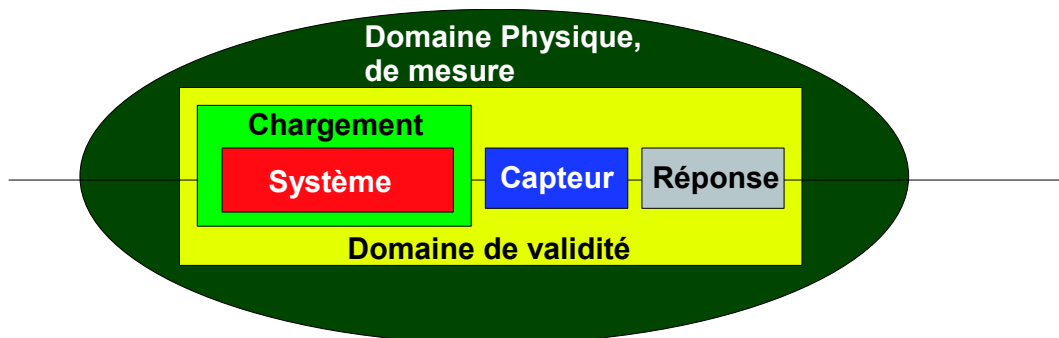 Domaine Physique,
de mesure
Chargement
Système
Capteur
Réponse
Domaine de validité